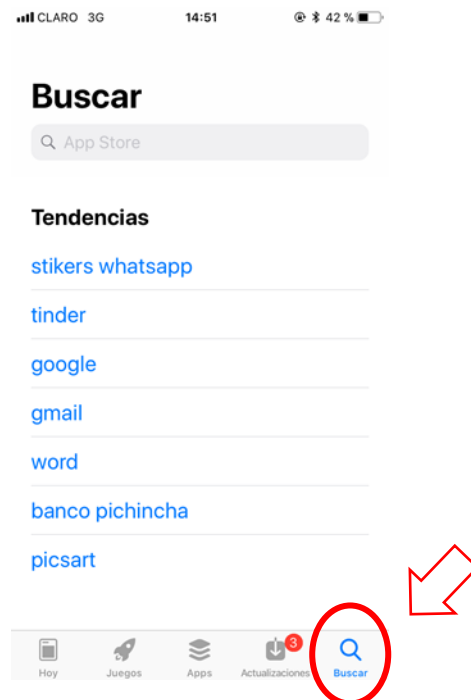 CLARO 3G 14:51 42 %
Buscar
App Store
Tendencias
stikers whatsapp
tinder
google
gmail
word
banco pichincha
picsart
3
Hoy Juegos Apps Actualizaciones Buscar